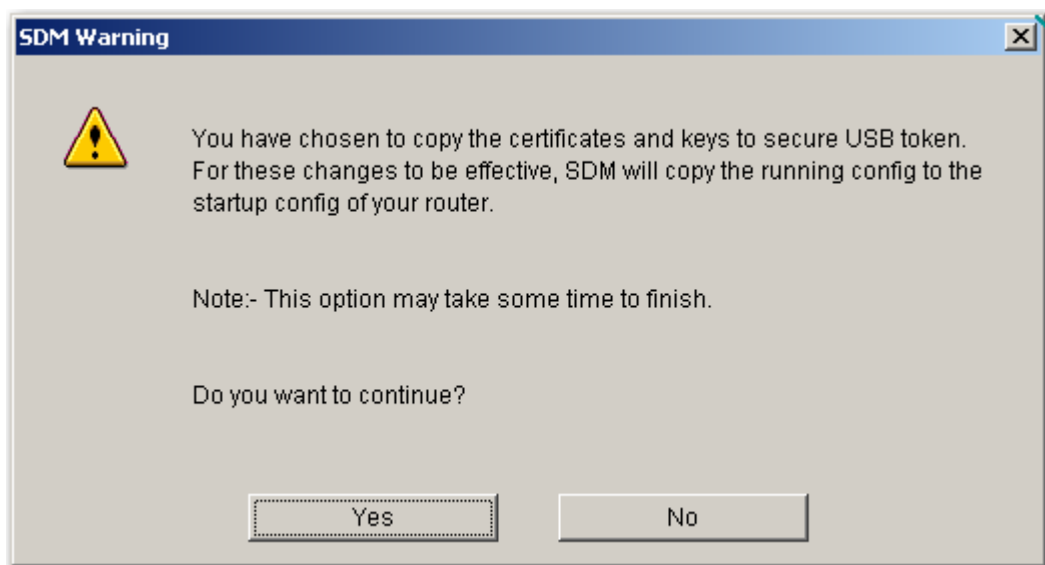 SDM Warning
You have chosen to copy the certificates and keys to secure USB token.
For these changes to be effective, SDM will copy the running config to the
startup config of your router.
Note:- This option may take some time to finish.
Do you want to continue?
Yes
No